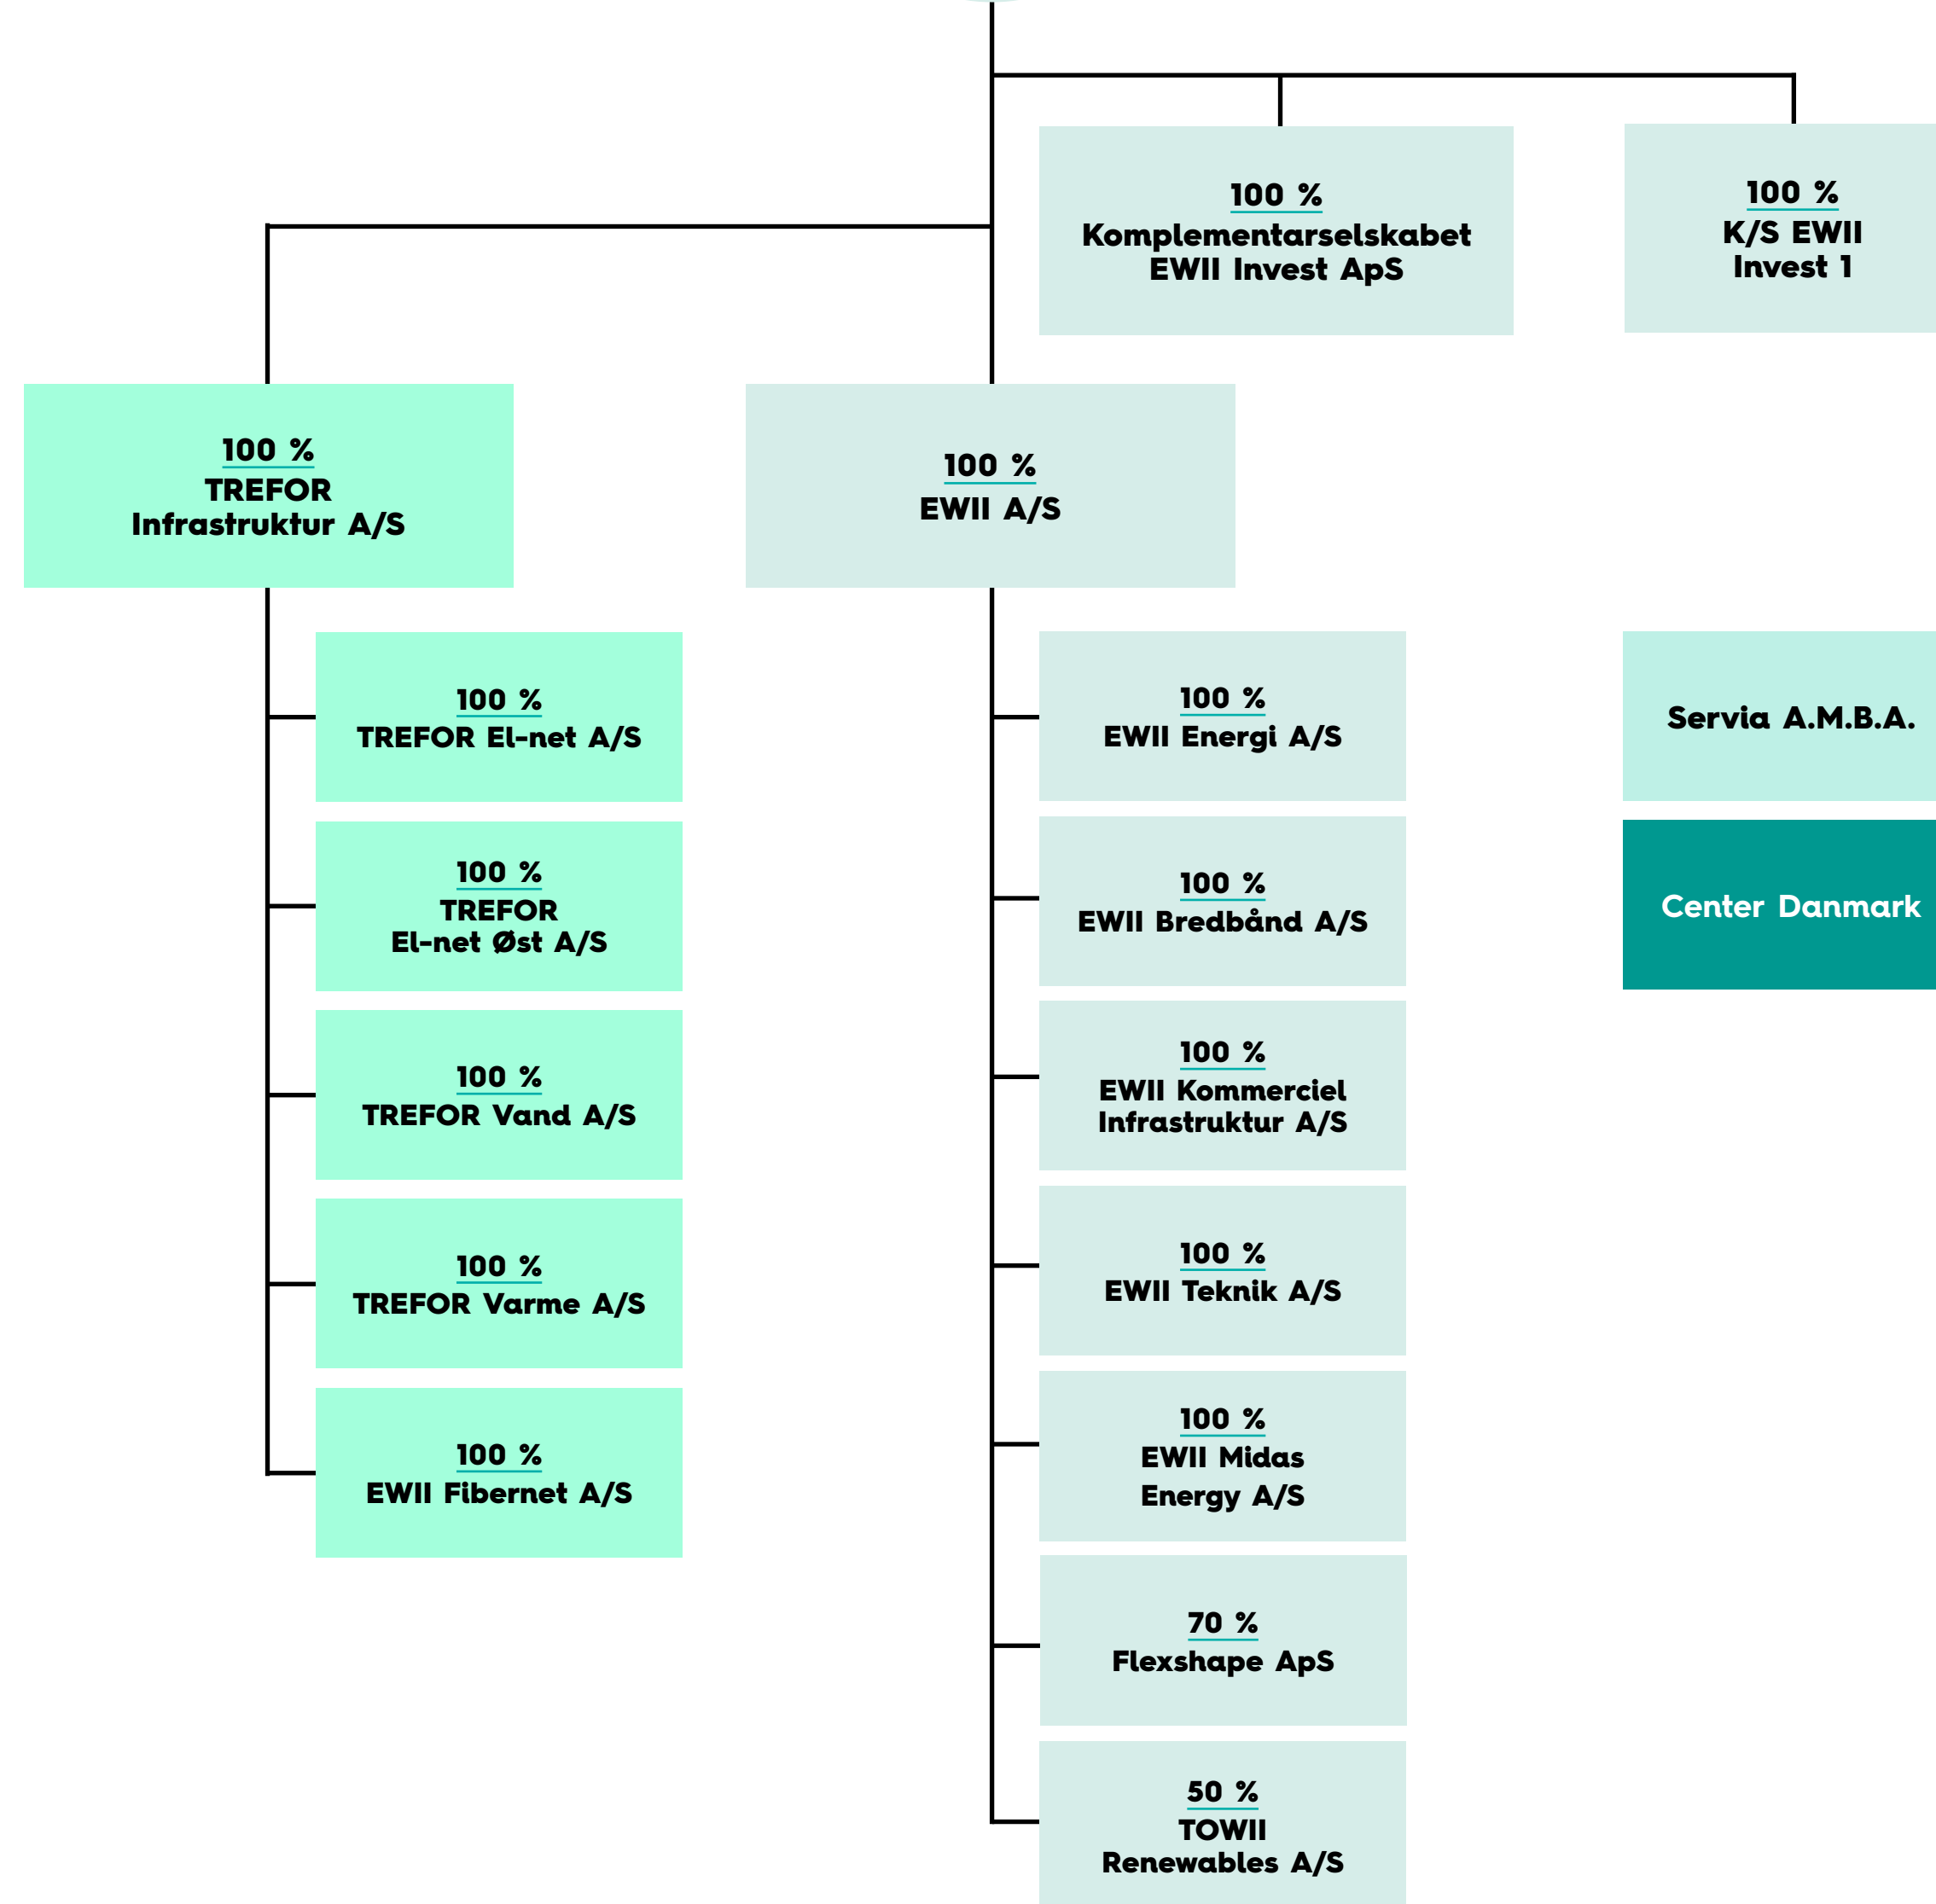 100 %
Komplementarselskabet
EWII Invest ApS
100 %
K/S EWII
Invest 1
100 %
TREFOR
Infrastruktur A/S
100 %
EWII A/S
100 %
TREFOR El-net A/S
100 %
TREFOR
El-net Øst A/S
100 %
TREFOR Vand A/S
100 %
TREFOR Varme A/S
100 %
EWII Fibernet A/S
100 %
EWII Energi A/S
100 %
EWII Bredbånd A/S
100 %
EWII Kommerciel
Infrastruktur A/S
100 %
EWII Teknik A/S
100 %
EWII Midas
Energy A/S
70 %
Flexshape ApS
50 %
TOWII
Renewables A/S
Servia A.M.B.A.
Center Danmark